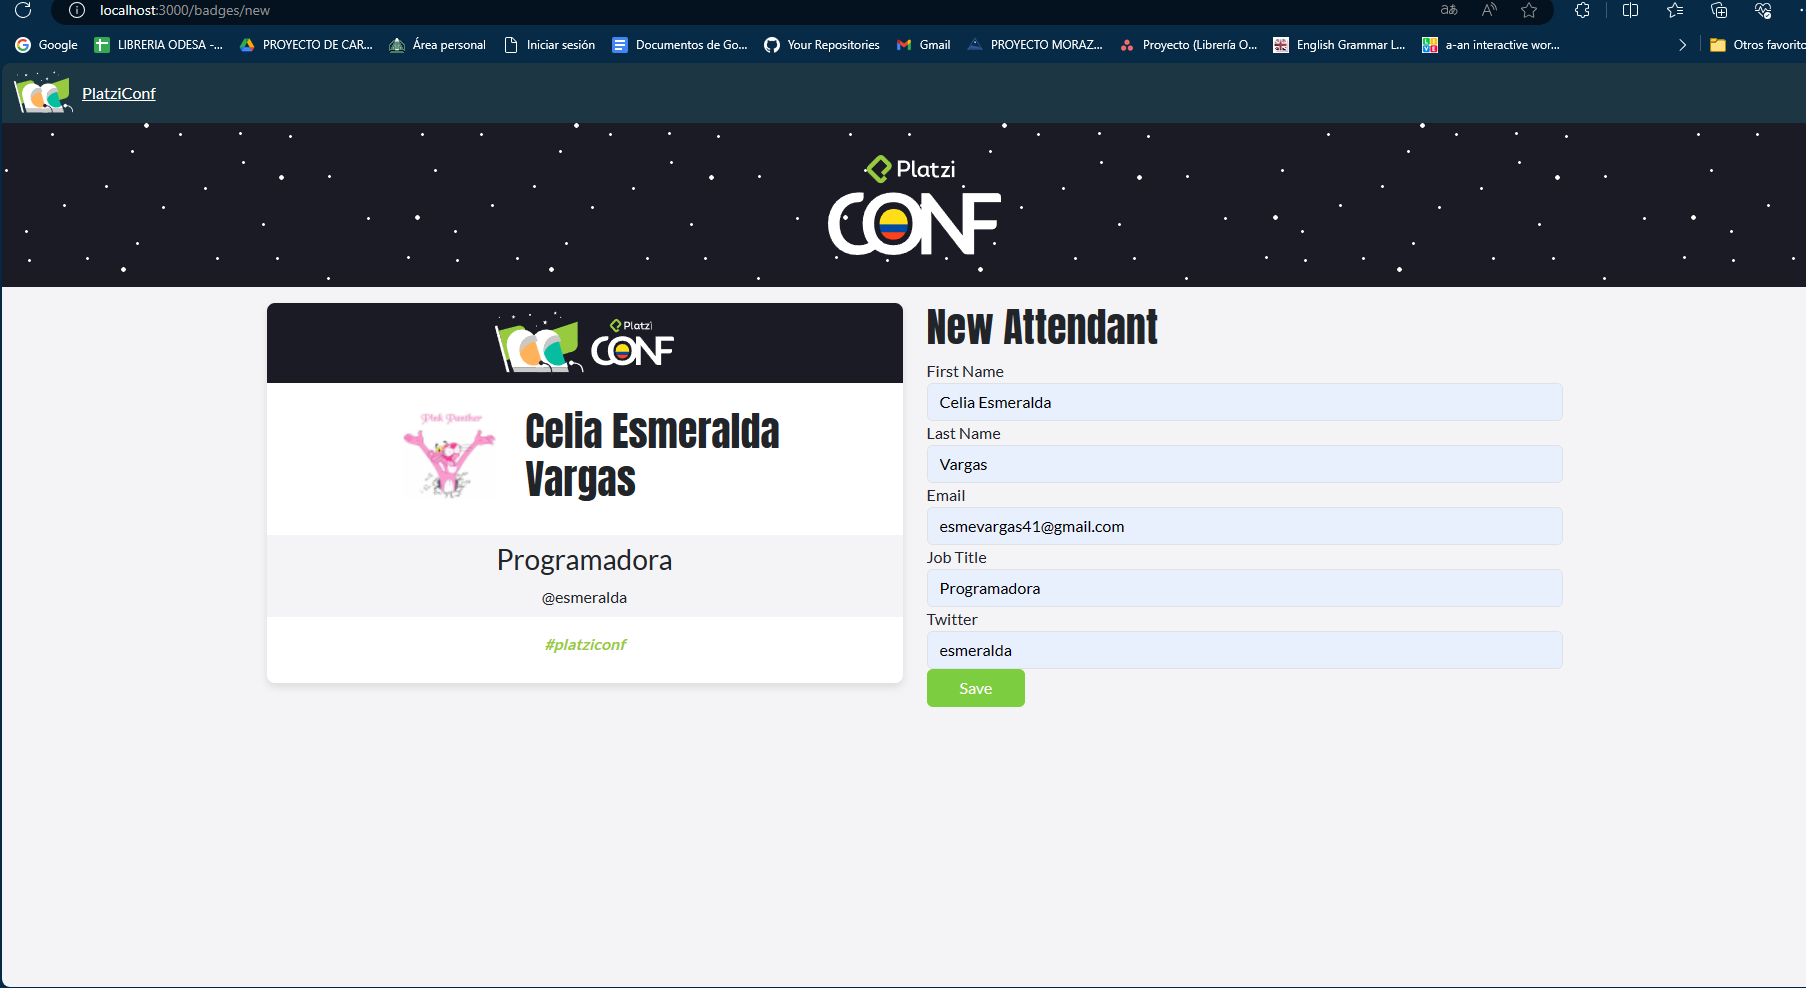 localhost:3000/badges/new
Google LIBRERIA ODESA -... PROYECTO DE CAR... Área personal Iniciar sesión Documentos de Go... Your Repositories Gmail PROYECTO MORAZ... Proyecto (Librería O... English Grammar L... a-an interactive wor... Otros favorito
PlatziConf
Platzi
CONF
Platzi
CONF
Pink Panther
Celia Esmeralda
Vargas
Programadora
@esmeralda
#platziconf
New Attendant
First Name
Celia Esmeralda
Last Name
Vargas
Email
esmevargas41@gmail.com
Job Title
Programadora
Twitter
esmeralda
Save